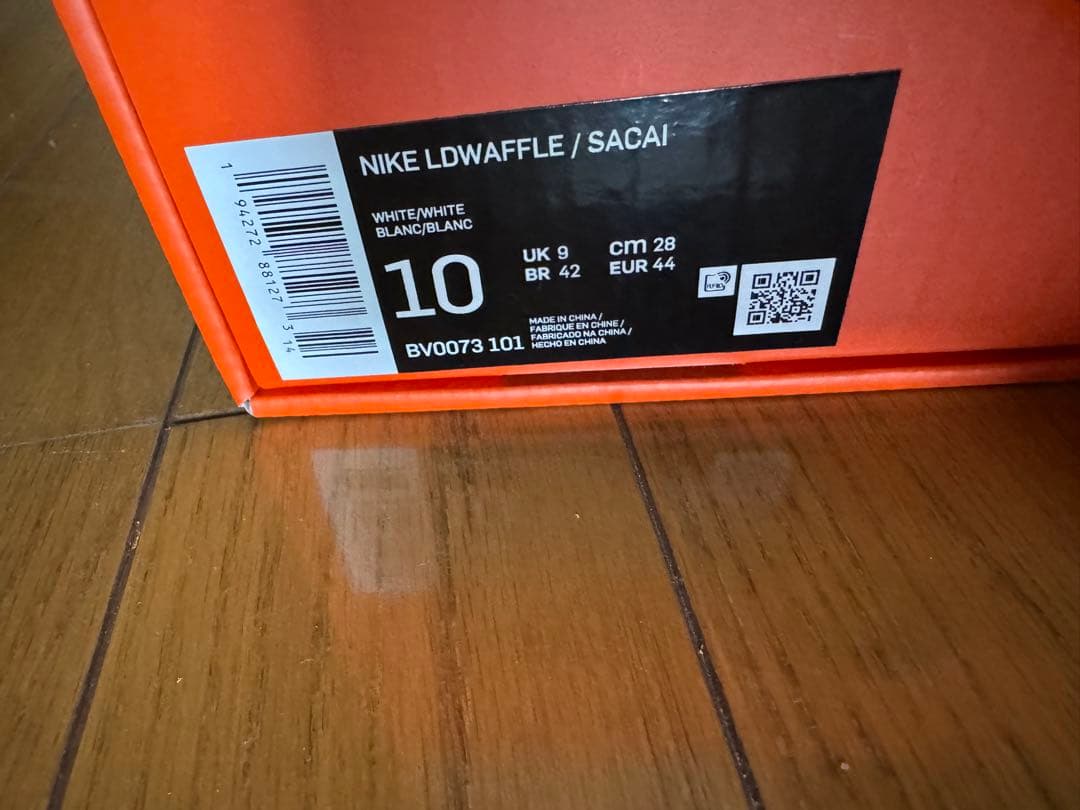 NIKE LDWAFFLE / SACAI
WHITE/WHITE
BLANC/BLANC
10
UK 9
BR 42
cm 28
EUR 44
RFID
BV0073 101
MADE IN CHINA /
FABRIQUE EN CHINE /
FABRICADO NA CHINA /
HECHO EN CHINA
1 94272 88127 3 14